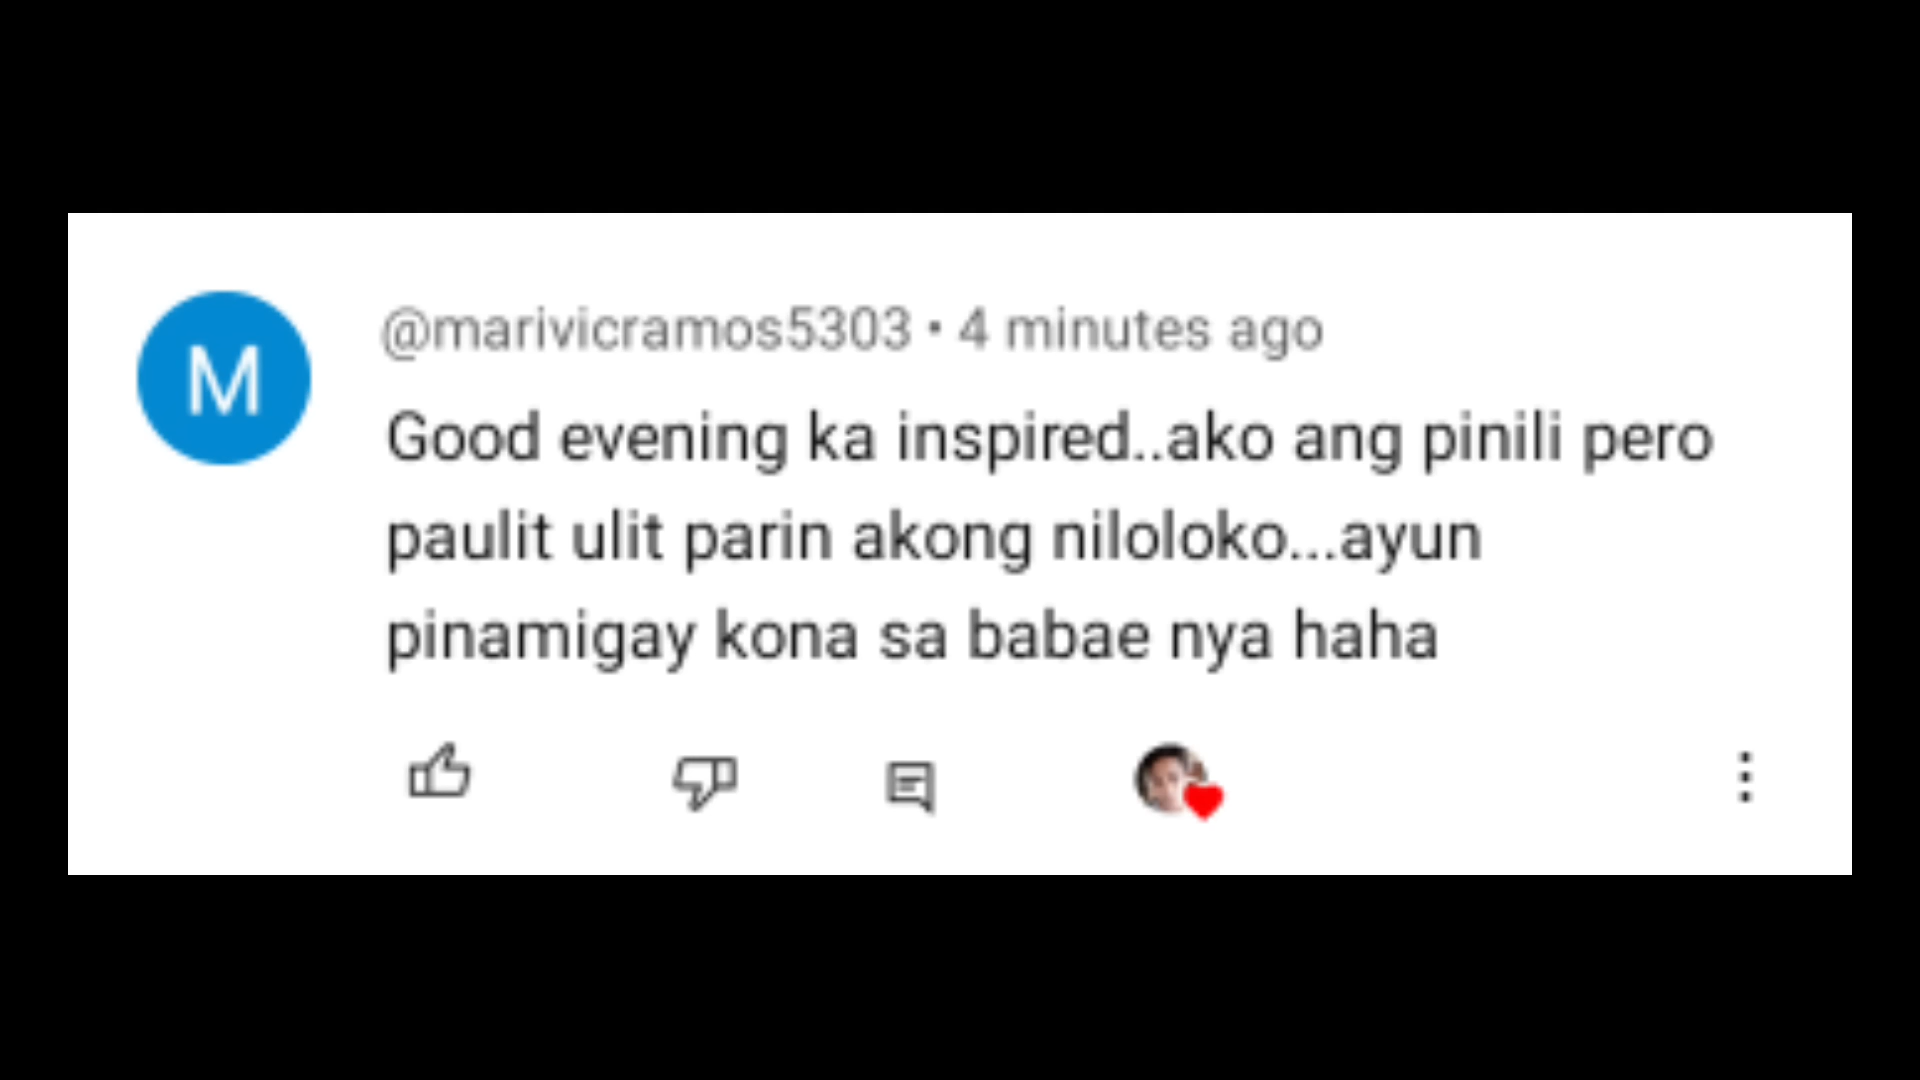 M
@marivicramos5303 • 4 minutes ago
Good evening ka inspired..ako ang pinili pero
paulit ulit parin akong niloloko...ayun
pinamigay kona sa babae nya haha